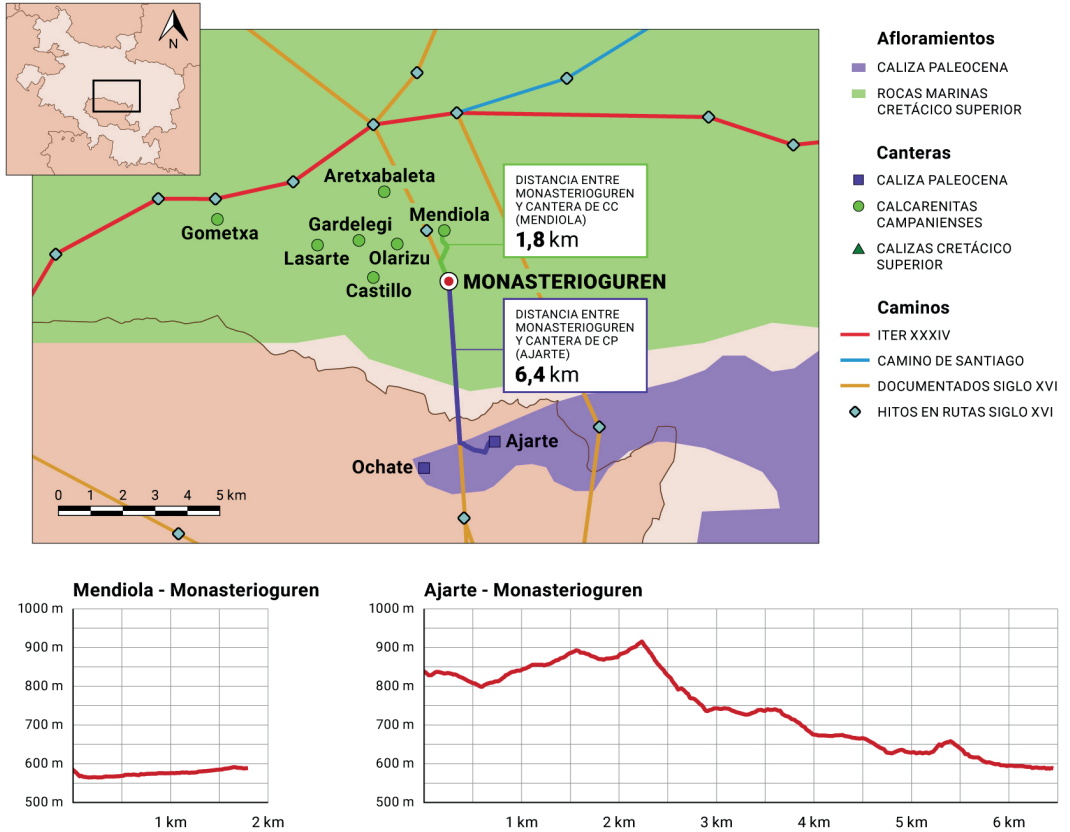 N
Aretxabaleta
Gometxa
Gardelegi
Mendiola
Lasarte
Olarizu
Castillo
MONASTERIOGUREN
DISTANCIA ENTRE
MONASTERIOGUREN
Y CANTERA DE CC
(MENDIOLA)
1,8 km
DISTANCIA ENTRE
MONASTERIOGUREN
Y CANTERA DE CP
(AJARTE)
6,4 km
Ajarte
Ochate
0 1 2 3 4 5 km
Afloramientos
CALIZA PALEOCENA
ROCAS MARINAS
CRETÁCICO SUPERIOR
Canteras
CALIZA PALEOCENA
CALCARENITAS
CAMPANIENSES
CALIZAS CRETÁCICO
SUPERIOR
Caminos
ITER XXXIV
CAMINO DE SANTIAGO
DOCUMENTADOS SIGLO XVI
HITOS EN RUTAS SIGLO XVI
Mendiola - Monasterioguren
1000 m
900 m
800 m
700 m
600 m
500 m
1 km 2 km
Ajarte - Monasterioguren
1000 m
900 m
800 m
700 m
600 m
500 m
1 km 2 km 3 km 4 km 5 km 6 km